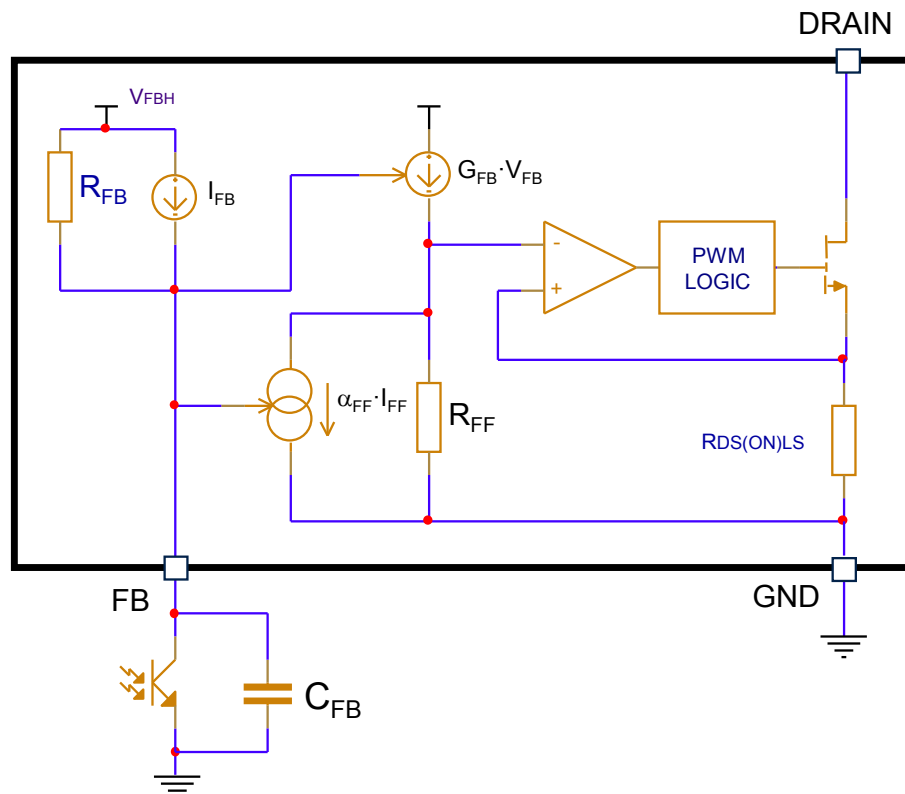 DRAIN
VFBH
RFB
IFB
GFB·VFB
-
+
PWM
LOGIC
αFF·IFF
RFF
RDS(ON)LS
FB
GND
CFB